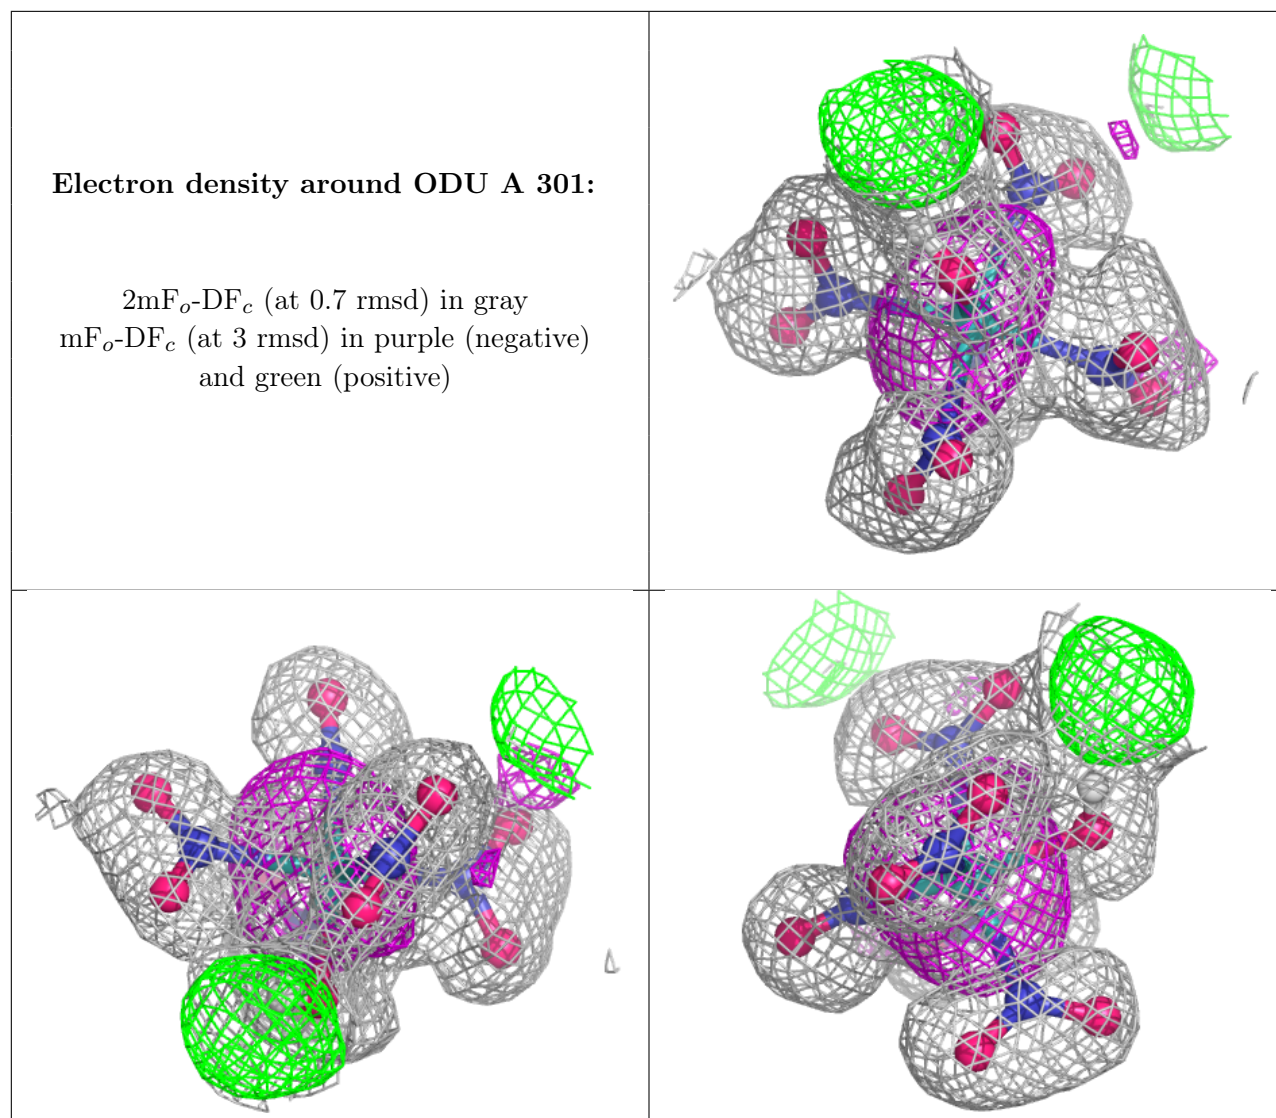 Electron density around ODU A 301:
2mFo-DFc (at 0.7 rmsd) in gray
mFo-DFc (at 3 rmsd) in purple (negative)
and green (positive)